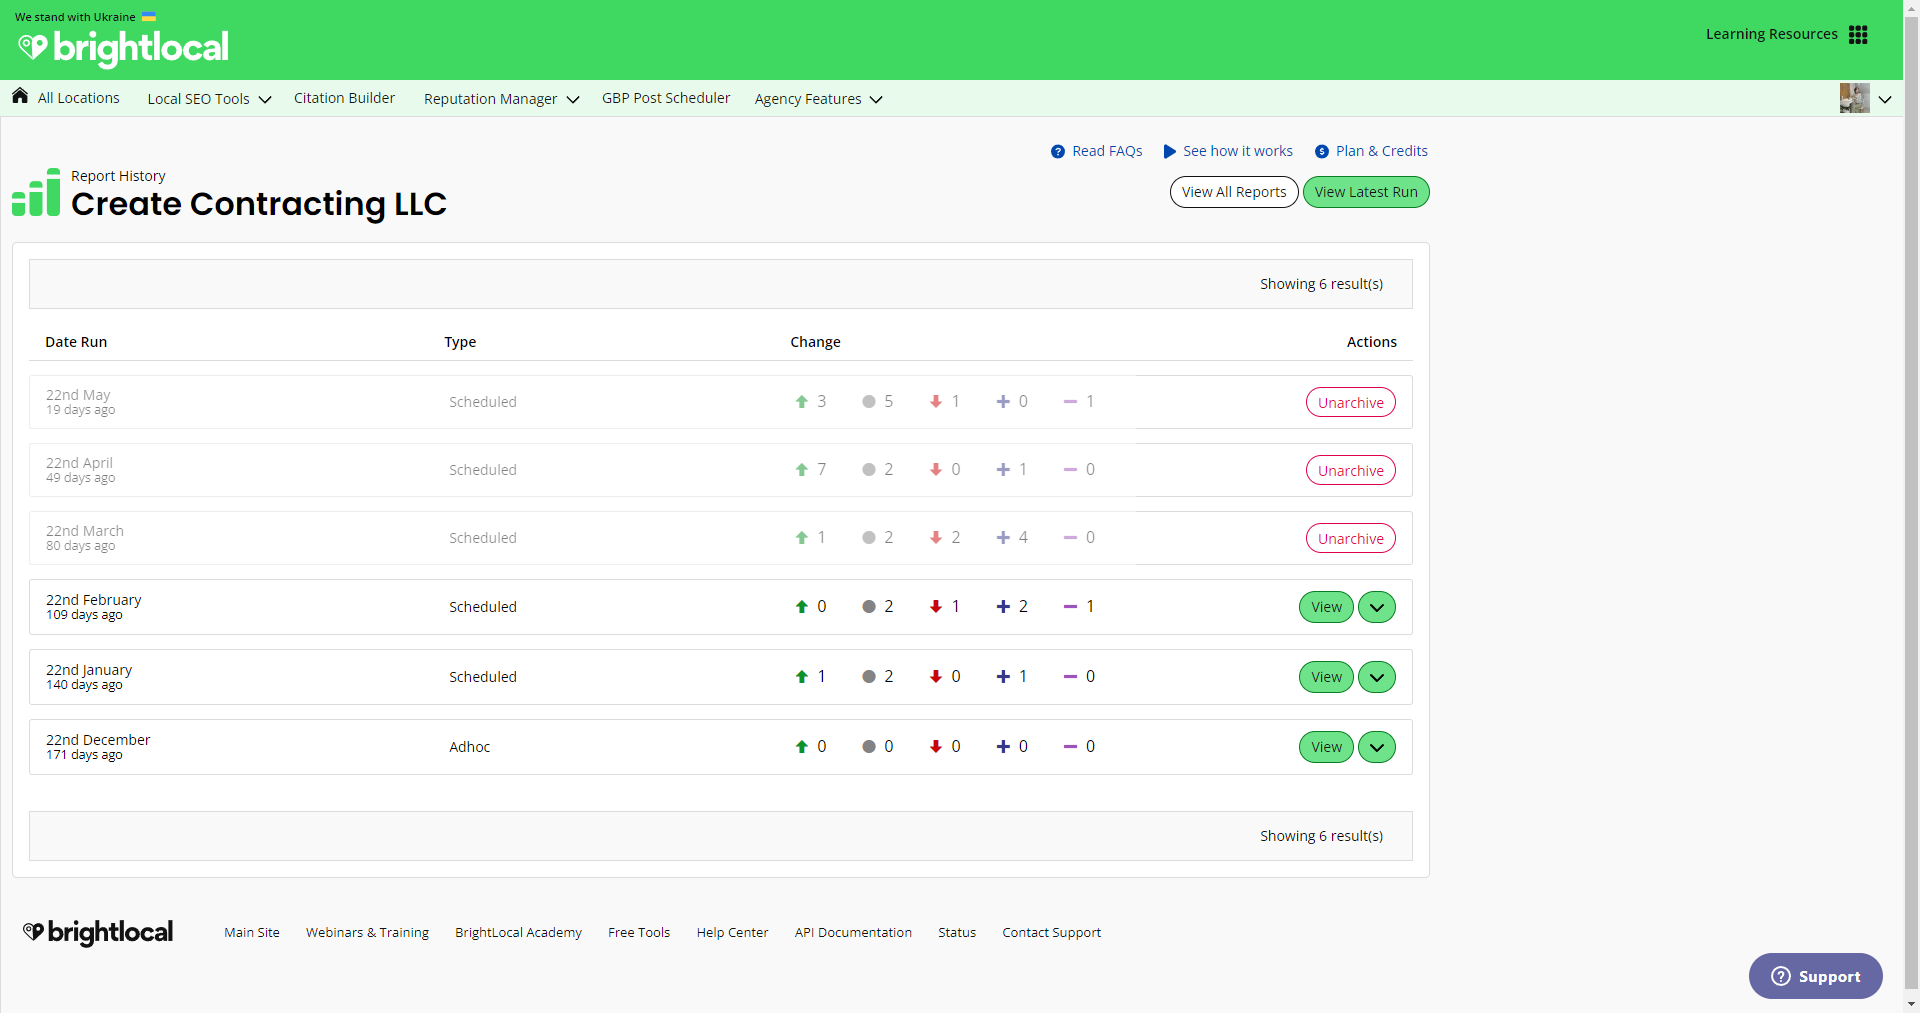 We stand with Ukraine
brightlocal
Learning Resources
All Locations Local SEO Tools Citation Builder Reputation Manager GBP Post Scheduler Agency Features
Read FAQs See how it works Plan & Credits
Report History
Create Contracting LLC
View All Reports View Latest Run
Showing 6 result(s)
Date Run Type Change Actions
22nd May
19 days ago
Scheduled 3 5 1 0 1 Unarchive
22nd April
49 days ago
Scheduled 7 2 0 1 0 Unarchive
22nd March
80 days ago
Scheduled 1 2 2 4 0 Unarchive
22nd February
109 days ago
Scheduled 0 2 1 2 1 View
22nd January
140 days ago
Scheduled 1 2 0 1 0 View
22nd December
171 days ago
Adhoc 0 0 0 0 0 View
Showing 6 result(s)
brightlocal Main Site Webinars & Training BrightLocal Academy Free Tools Help Center API Documentation Status Contact Support
Support